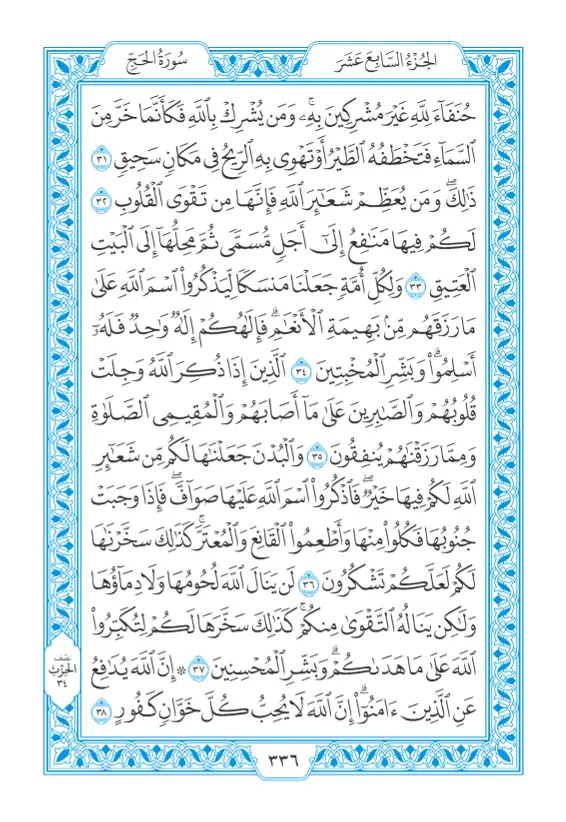 الجُزْءُ السَّابِعَ عَشَرَ
سُورَةُ الحَجّ
حُنَفَآءَ لِلَّهِ غَيْرَ مُشْرِكِينَ بِهِۦۚ وَمَن يُشْرِكْ بِٱللَّهِ فَكَأَنَّمَا خَرَّ مِنَ
ٱلسَّمَآءِ فَتَخْطَفُهُ ٱلطَّيْرُ أَوْ تَهْوِى بِهِ ٱلرِّيحُ فِى مَكَانٍ سَحِيقٍ ٣١
ذَٰلِكَۖ وَمَن يُعَظِّمْ شَعَـٰٓئِرَ ٱللَّهِ فَإِنَّهَا مِن تَقْوَى ٱلْقُلُوبِ ٣٢
لَكُمْ فِيهَا مَنَـٰفِعُ إِلَىٰٓ أَجَلٍ مُّسَمًّى ثُمَّ مَحِلُّهَآ إِلَى ٱلْبَيْتِ
ٱلْعَتِيقِ ٣٣ وَلِكُلِّ أُمَّةٍ جَعَلْنَا مَنسَكًا لِّيَذْكُرُوا۟ ٱسْمَ ٱللَّهِ عَلَىٰ
مَا رَزَقَهُم مِّنۢ بَهِيمَةِ ٱلْأَنْعَـٰمِۗ فَإِلَـٰهُكُمْ إِلَـٰهٌ وَٰحِدٌ فَلَهُۥٓ
أَسْلِمُوا۟ۗ وَبَشِّرِ ٱلْمُخْبِتِينَ ٣٤ ٱلَّذِينَ إِذَا ذُكِرَ ٱللَّهُ وَجِلَتْ
قُلُوبُهُمْ وَٱلصَّـٰبِرِينَ عَلَىٰ مَآ أَصَابَهُمْ وَٱلْمُقِيمِى ٱلصَّلَوٰةِ
وَمِمَّا رَزَقْنَـٰهُمْ يُنفِقُونَ ٣٥ وَٱلْبُدْنَ جَعَلْنَـٰهَا لَكُم مِّن شَعَـٰٓئِرِ
ٱللَّهِ لَكُمْ فِيهَا خَيْرٌۖ فَٱذْكُرُوا۟ ٱسْمَ ٱللَّهِ عَلَيْهَا صَوَآفَّۖ فَإِذَا وَجَبَتْ
جُنُوبُهَا فَكُلُوا۟ مِنْهَا وَأَطْعِمُوا۟ ٱلْقَانِعَ وَٱلْمُعْتَرَّۚ كَذَٰلِكَ سَخَّرْنَـٰهَا
لَكُمْ لَعَلَّكُمْ تَشْكُرُونَ ٣٦ لَن يَنَالَ ٱللَّهَ لُحُومُهَا وَلَا دِمَآؤُهَا
وَلَـٰكِن يَنَالُهُ ٱلتَّقْوَىٰ مِنكُمْۚ كَذَٰلِكَ سَخَّرَهَا لَكُمْ لِتُكَبِّرُوا۟
ٱللَّهَ عَلَىٰ مَا هَدَىٰكُمْۗ وَبَشِّرِ ٱلْمُحْسِنِينَ ٣٧ * إِنَّ ٱللَّهَ يُدَٰفِعُ
عَنِ ٱلَّذِينَ ءَامَنُوٓا۟ۗ إِنَّ ٱللَّهَ لَا يُحِبُّ كُلَّ خَوَّانٍ كَفُورٍ ٣٨
نصف
الحزب
٣٤
٣٣٦